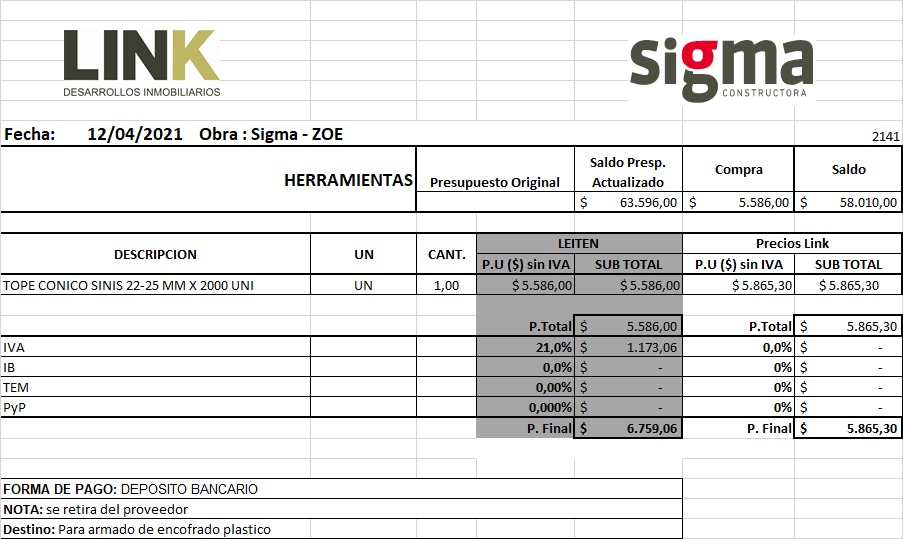 LINK
DESARROLLOS INMOBILIARIOS
sigma
CONSTRUCTORA
Fecha: 12/04/2021 Obra : Sigma - ZOE 2141
HERRAMIENTAS Presupuesto Original Saldo Presp. Actualizado Compra Saldo
$ 63.596,00 $ 5.586,00 $ 58.010,00
DESCRIPCION UN CANT. LEITEN Precios Link
P.U ($) sin IVA SUB TOTAL P.U ($) sin IVA SUB TOTAL
TOPE CONICO SINIS 22-25 MM X 2000 UNI UN 1,00 $ 5.586,00 $ 5.586,00 $ 5.865,30 $ 5.865,30
P.Total $ 5.586,00 P.Total $ 5.865,30
IVA 21,0% $ 1.173,06 0,0% $ -
IB 0,0% $ - 0% $ -
TEM 0,00% $ - 0% $ -
PyP 0,000% $ - 0% $ -
P. Final $ 6.759,06 P. Final $ 5.865,30
FORMA DE PAGO: DEPOSITO BANCARIO
NOTA: se retira del proveedor
Destino: Para armado de encofrado plastico